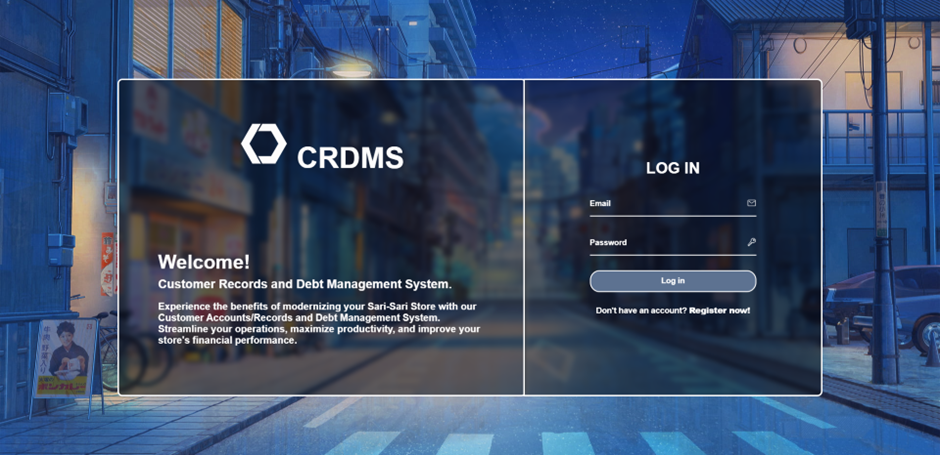 CRDMS
Welcome!
Customer Records and Debt Management System.
Experience the benefits of modernizing your Sari-Sari Store with our
Customer Accounts/Records and Debt Management System.
Streamline your operations, maximize productivity, and improve your
store's financial performance.
LOG IN
Email
Password
Log in
Don't have an account? Register now!